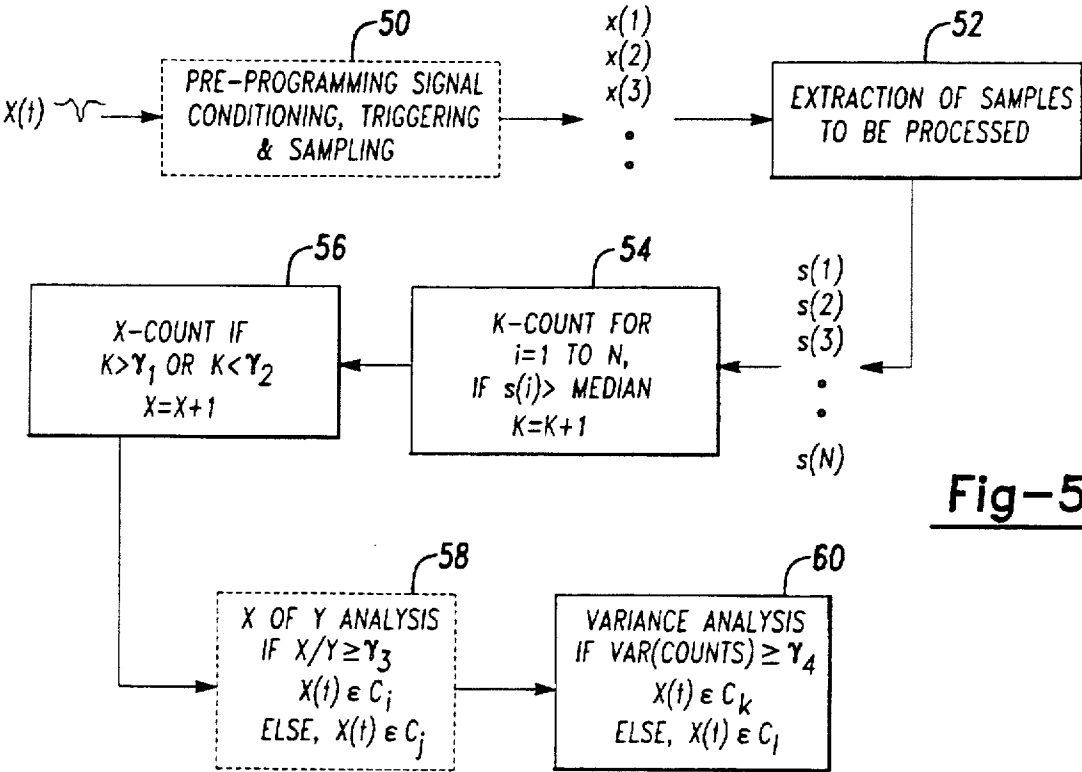 50
X(t)
PRE-PROGRAMMING SIGNAL
CONDITIONING, TRIGGERING
& SAMPLING
x(1)
x(2)
x(3)
•
•
52
EXTRACTION OF SAMPLES
TO BE PROCESSED
s(1)
s(2)
s(3)
•
•
s(N)
54
K-COUNT FOR
i=1 TO N,
IF s(i)> MEDIAN
K=K+1
56
X-COUNT IF
K>γ₁ OR K<γ₂
X=X+1
58
X OF Y ANALYSIS
IF X/Y≥γ₃
X(t) ε Cᵢ
ELSE, X(t) ε Cⱼ
60
VARIANCE ANALYSIS
IF VAR(COUNTS)≥γ₄
X(t) ε Cₖ
ELSE, X(t) ε Cₗ
Fig-5